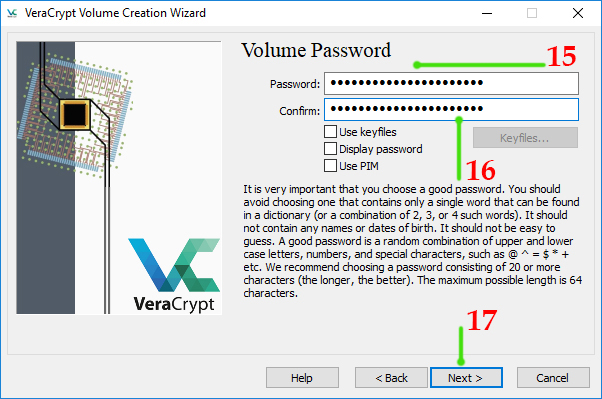 VeraCrypt Volume Creation Wizard
Volume Password
15
Password: ••••••••••••••••••••••
Confirm: ••••••••••••••••••••••
Use keyfiles
Keyfiles...
Display password
Use PIM
16
It is very important that you choose a good password. You should
avoid choosing one that contains only a single word that can be found
in a dictionary (or a combination of 2, 3, or 4 such words). It should
not contain any names or dates of birth. It should not be easy to
guess. A good password is a random combination of upper and lower
case letters, numbers, and special characters, such as @ ^ = $ * +
etc. We recommend choosing a password consisting of 20 or more
characters (the longer, the better). The maximum possible length is 64
characters.
VeraCrypt
17
Help
< Back
Next >
Cancel